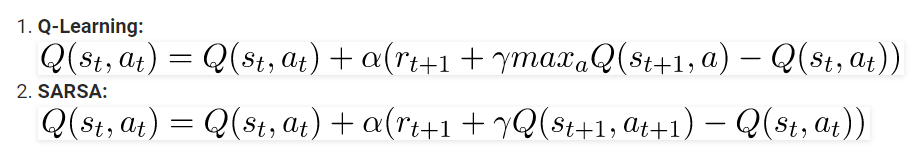 1. Q-Learning:
Q(s_t, a_t) = Q(s_t, a_t) + α(r_{t+1} + γmax_aQ(s_{t+1}, a) − Q(s_t, a_t))
2. SARSA:
Q(s_t, a_t) = Q(s_t, a_t) + α(r_{t+1} + γQ(s_{t+1}, a_{t+1}) − Q(s_t, a_t))